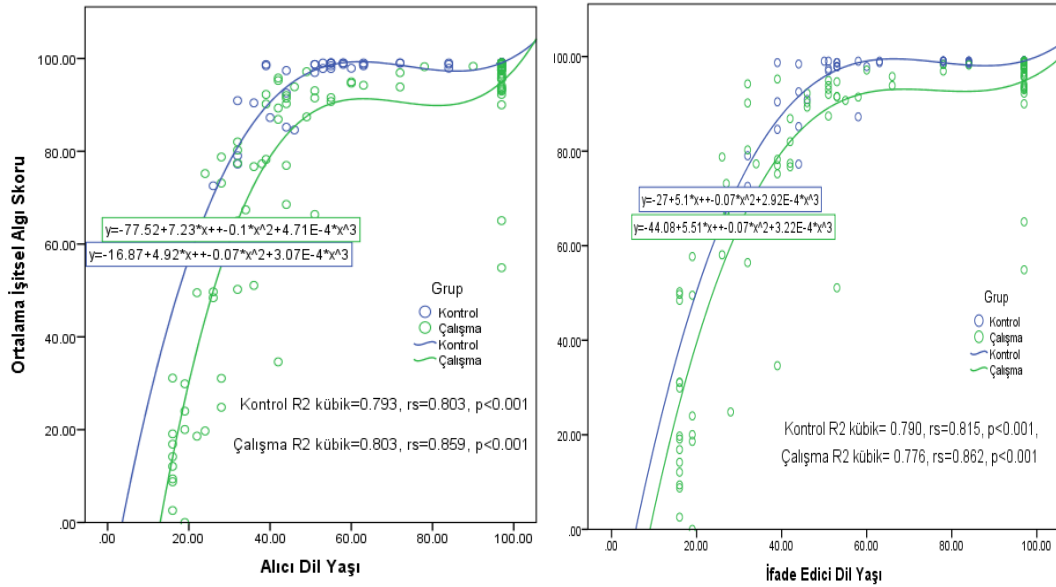 Ortalama İşitsel Algı Skoru
100.00
80.00
60.00
40.00
20.00
.00
y=-77.52+7.23*x++-0.1*x^2+4.71E-4*x^3
y=-16.87+4.92*x++-0.07*x^2+3.07E-4*x^3
Grup
Kontrol
Çalışma
Kontrol
Çalışma
Kontrol R2 kübik=0.793, rs=0.803, p<0.001
Çalışma R2 kübik=0.803, rs=0.859, p<0.001
.00 20.00 40.00 60.00 80.00 100.00
Alıcı Dil Yaşı
100.00
80.00
60.00
40.00
20.00
.00
y=-27+5.1*x++-0.07*x^2+2.92E-4*x^3
y=-44.08+5.51*x++-0.07*x^2+3.22E-4*x^3
Grup
Kontrol
Çalışma
Kontrol
Çalışma
Kontrol R2 kübik= 0.790, rs=0.815, p<0.001,
Çalışma R2 kübik= 0.776, rs=0.862, p<0.001
.00 20.00 40.00 60.00 80.00 100.00
İfade Edici Dil Yaşı